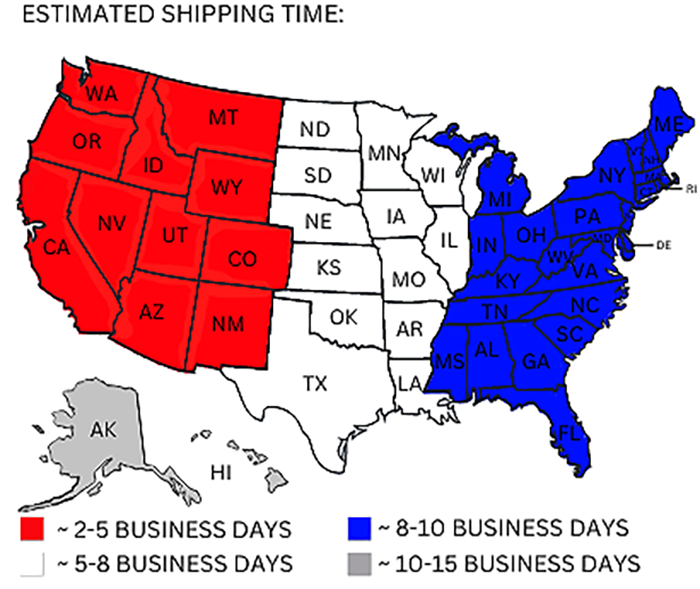 ESTIMATED SHIPPING TIME:
WA
MT
ND
MN
ME
OR
ID
SD
WI
MI
NY
RI
WY
NE
IA
PA
CA
NV
UT
CO
IL
IN
OH
MD
DE
WV
VA
KS
MO
KY
AZ
NM
OK
AR
TN
NC
SC
TX
LA
MS
AL
GA
AK
HI
FL
~ 2-5 BUSINESS DAYS
~ 8-10 BUSINESS DAYS
~ 5-8 BUSINESS DAYS
~ 10-15 BUSINESS DAYS